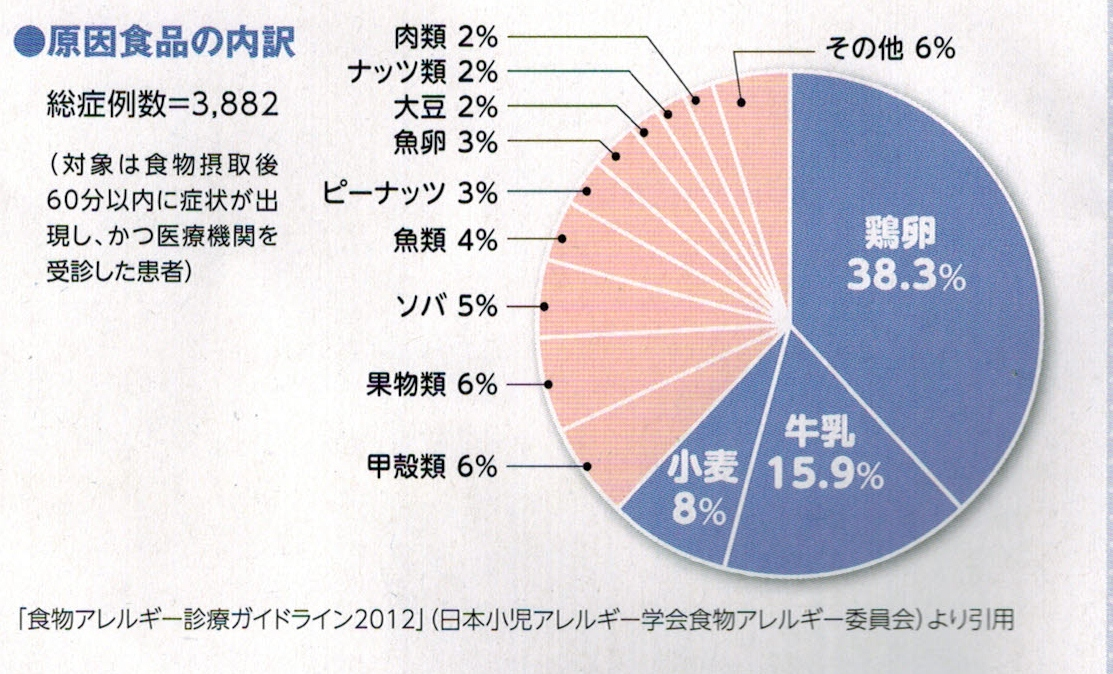 ●原因食品の内訳
総症例数=3,882
(対象は食物摂取後
60分以内に症状が出
現し、かつ医療機関を
受診した患者)
鶏卵
38.3%
牛乳
15.9%
小麦
8%
甲殻類 6%
果物類 6%
ソバ 5%
魚類 4%
ピーナッツ 3%
魚卵 3%
大豆 2%
ナッツ類 2%
肉類 2%
その他 6%
「食物アレルギー診療ガイドライン2012」(日本小児アレルギー学会食物アレルギー委員会)より引用